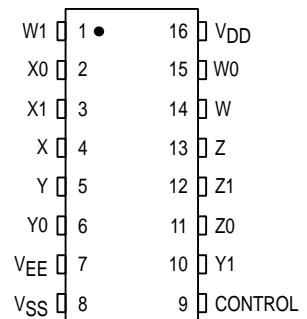 W1 1 16 VDD
X0 2 15 W0
X1 3 14 W
X 4 13 Z
Y 5 12 Z1
Y0 6 11 Z0
VEE 7 10 Y1
VSS 8 9 CONTROL